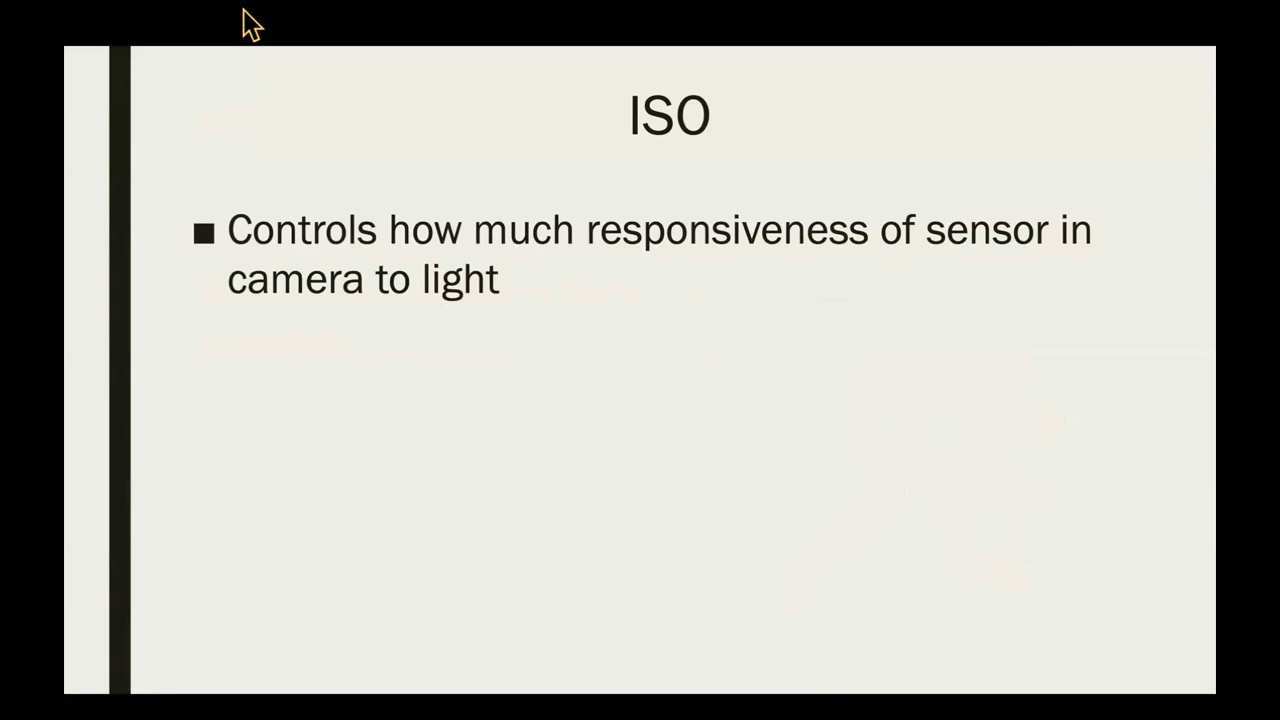 ISO
■ Controls how much responsiveness of sensor in
camera to light